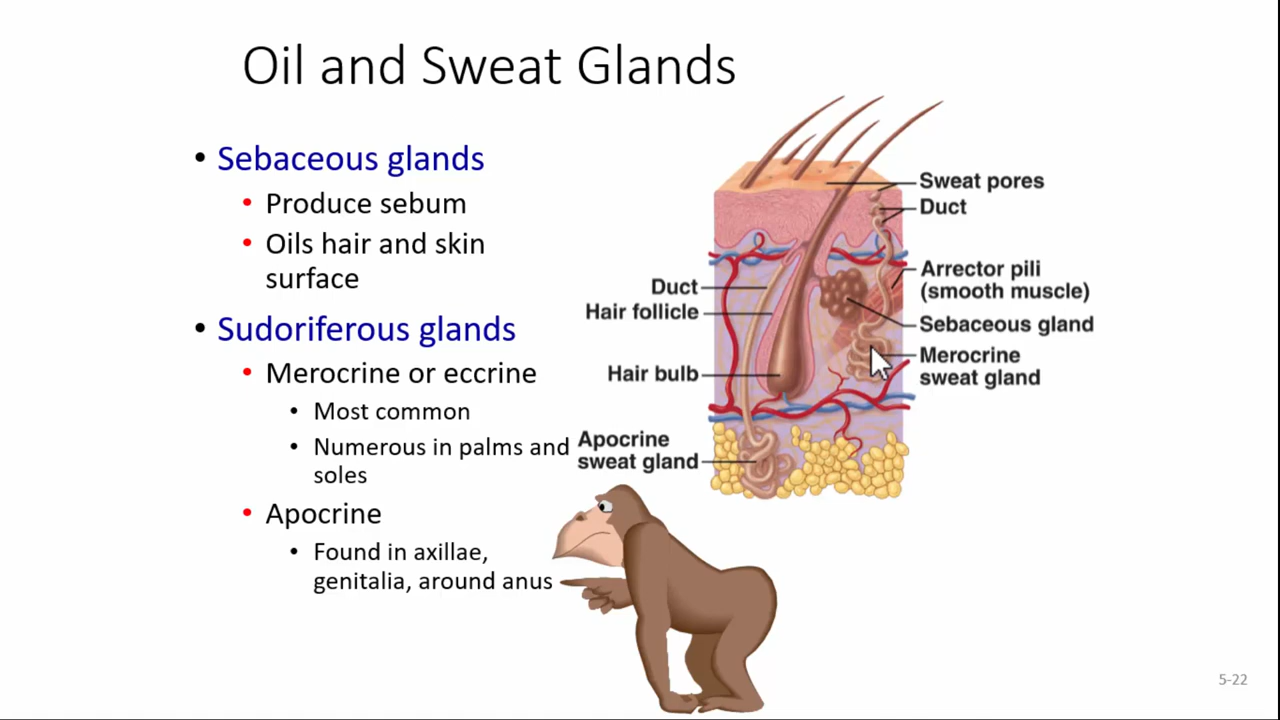 Oil and Sweat Glands
• Sebaceous glands
• Produce sebum
• Oils hair and skin
surface
• Sudoriferous glands
• Merocrine or eccrine
• Most common
• Numerous in palms and
soles
• Apocrine
• Found in axillae,
genitalia, around anus
Sweat pores
Duct
Arrector pili
(smooth muscle)
Sebaceous gland
Merocrine
sweat gland
Duct
Hair follicle
Hair bulb
Apocrine
sweat gland
5-22